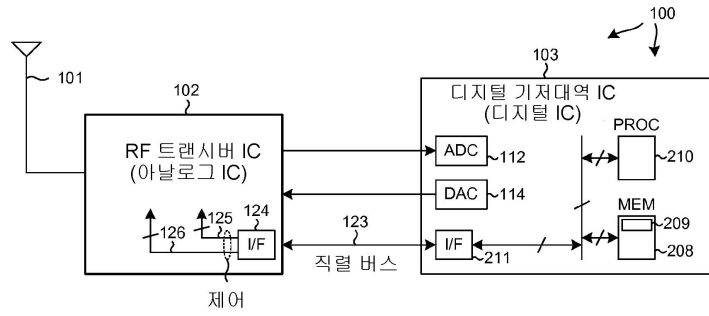 100
101
102
103
RF 트랜시버 IC
(아날로그 IC)
디지털 기저대역 IC
(디지털 IC)
ADC
112
DAC
114
PROC
210
MEM
209
208
124
125
126
I/F
123
직렬 버스
I/F
211
제어